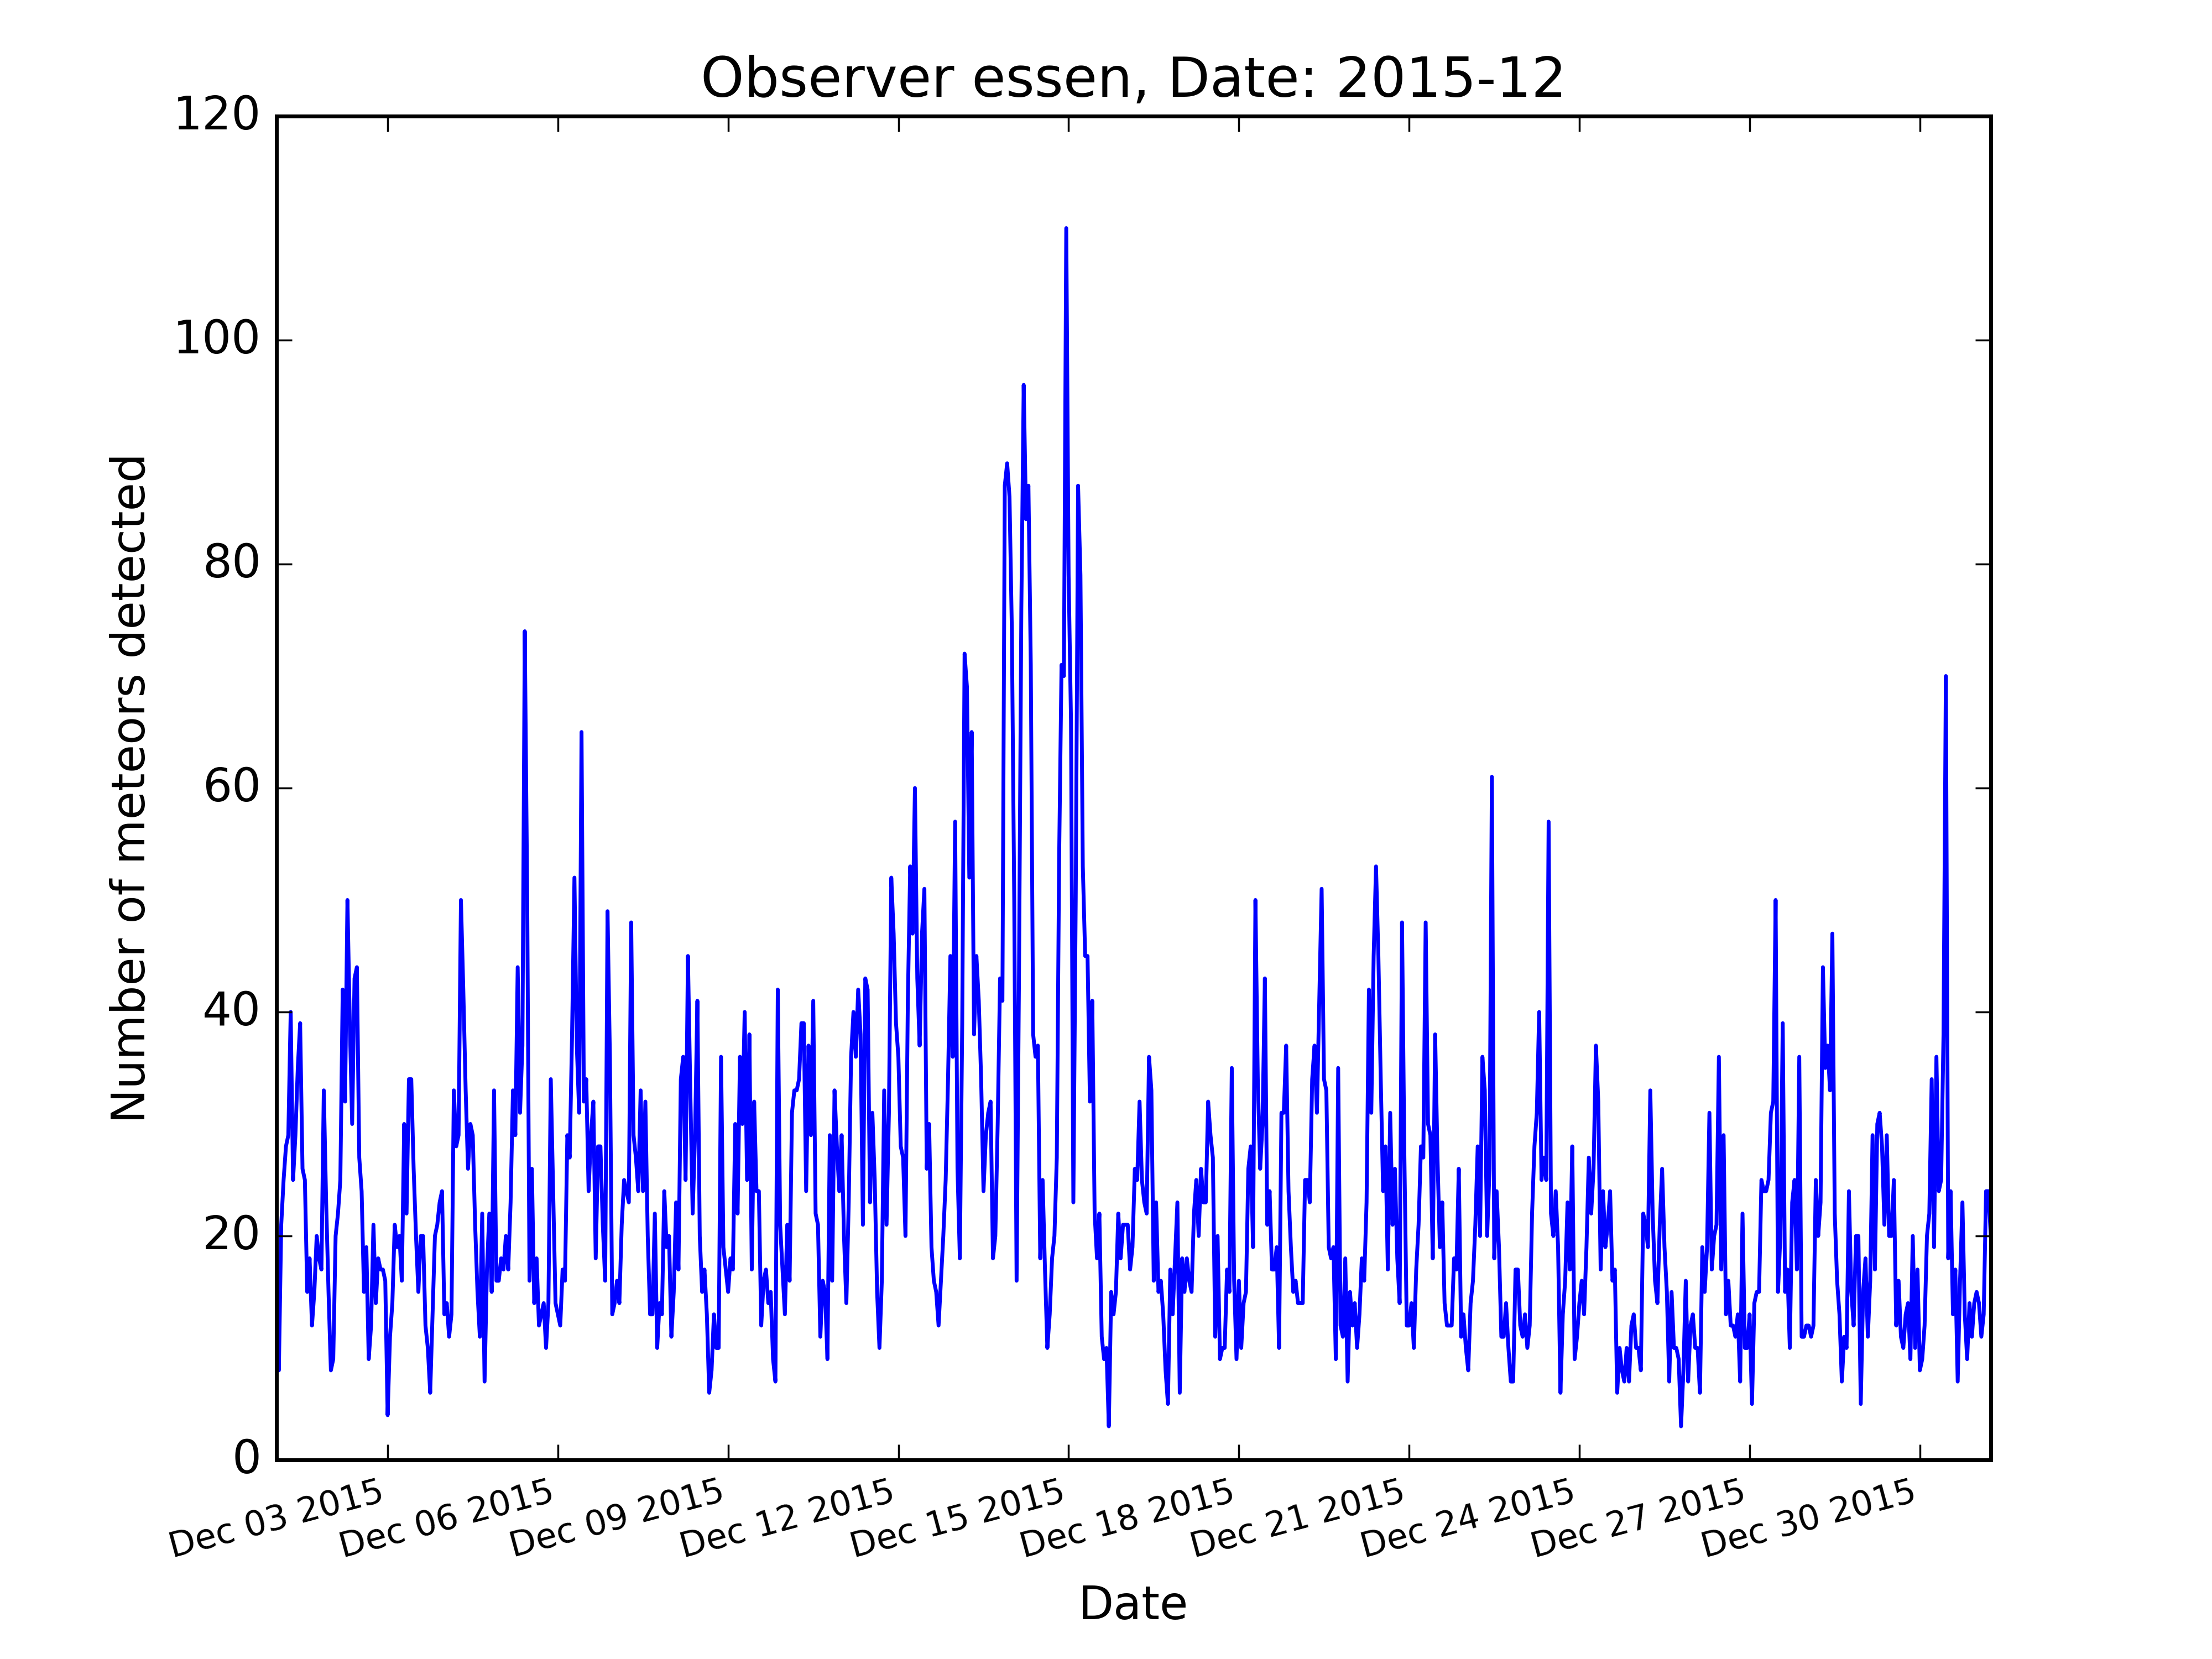 Observer essen, Date: 2015-12
120
100
80
60
40
20
0
Number of meteors detected
Dec 03 2015
Dec 06 2015
Dec 09 2015
Dec 12 2015
Dec 15 2015
Dec 18 2015
Dec 21 2015
Dec 24 2015
Dec 27 2015
Dec 30 2015
Date